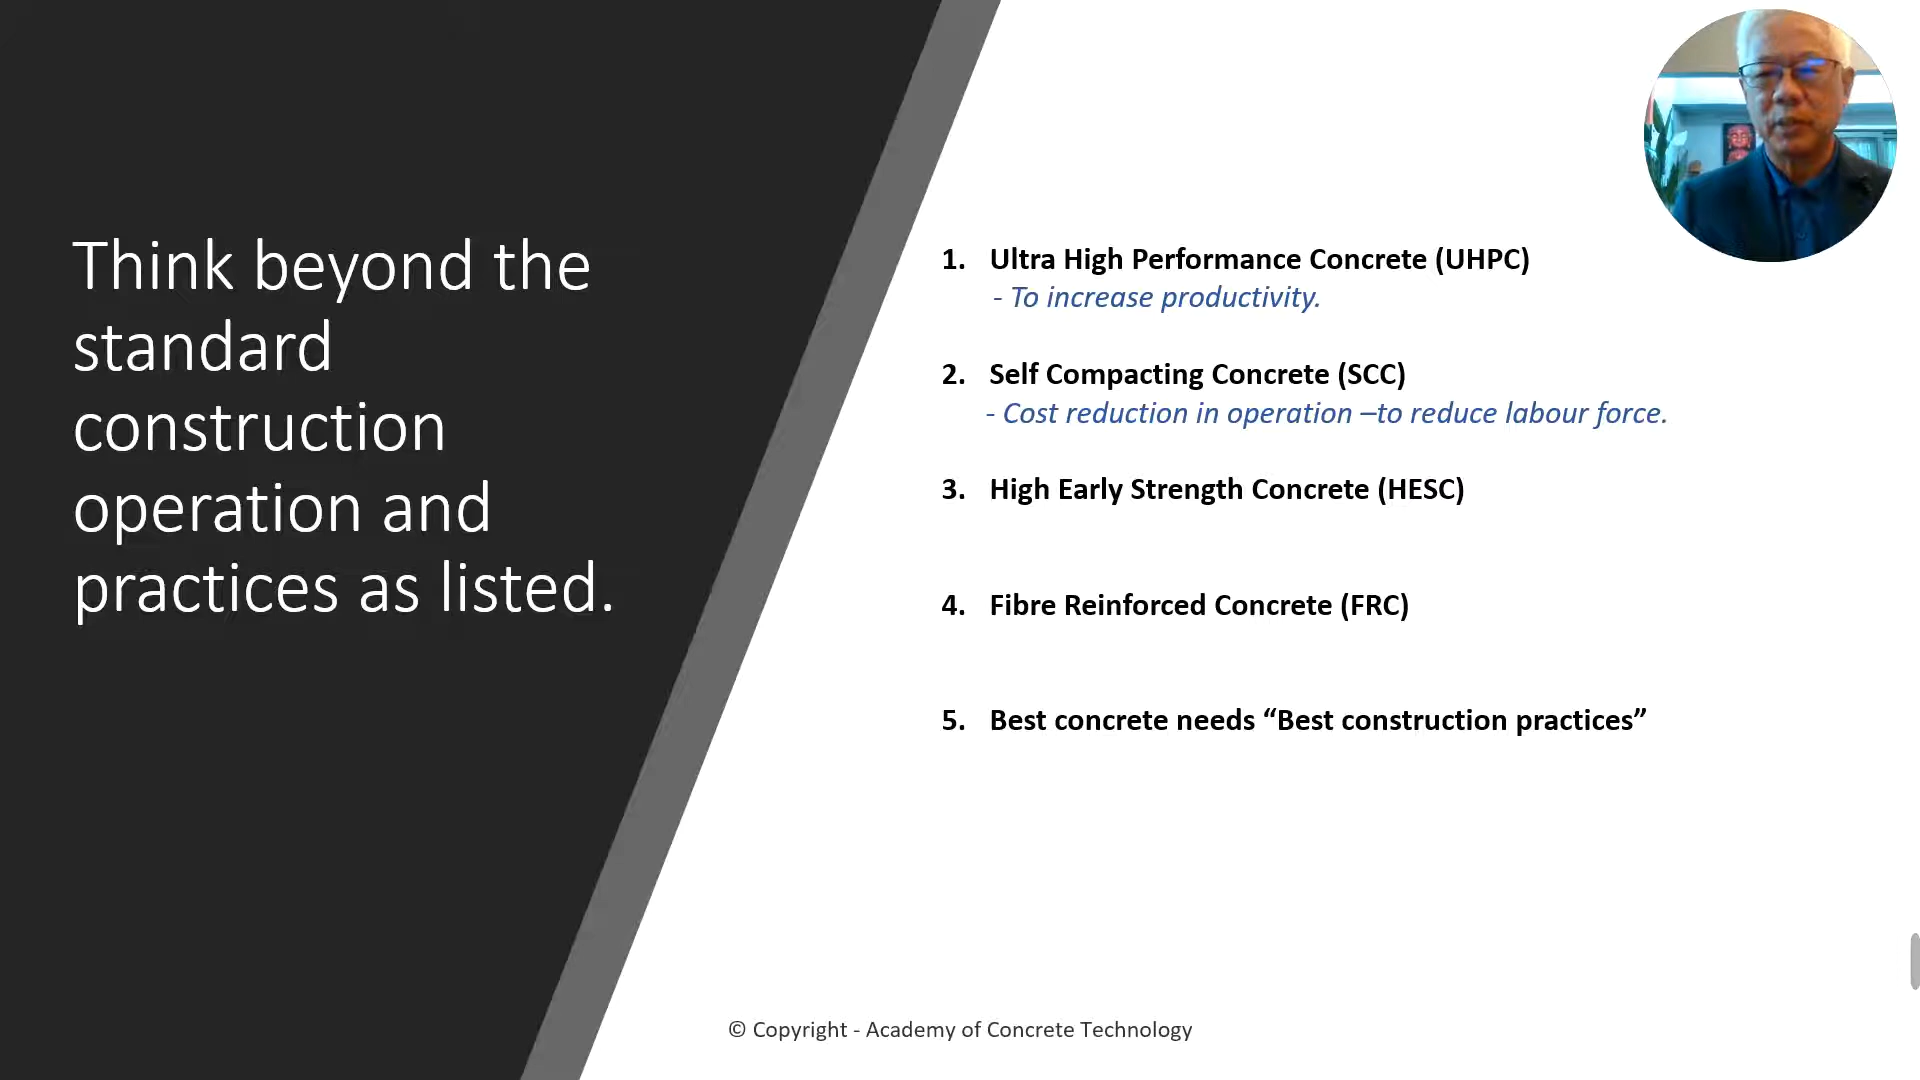 Think beyond the
standard
construction
operation and
practices as listed.
1. Ultra High Performance Concrete (UHPC)
- To increase productivity.
2. Self Compacting Concrete (SCC)
- Cost reduction in operation –to reduce labour force.
3. High Early Strength Concrete (HESC)
4. Fibre Reinforced Concrete (FRC)
5. Best concrete needs “Best construction practices”
© Copyright - Academy of Concrete Technology